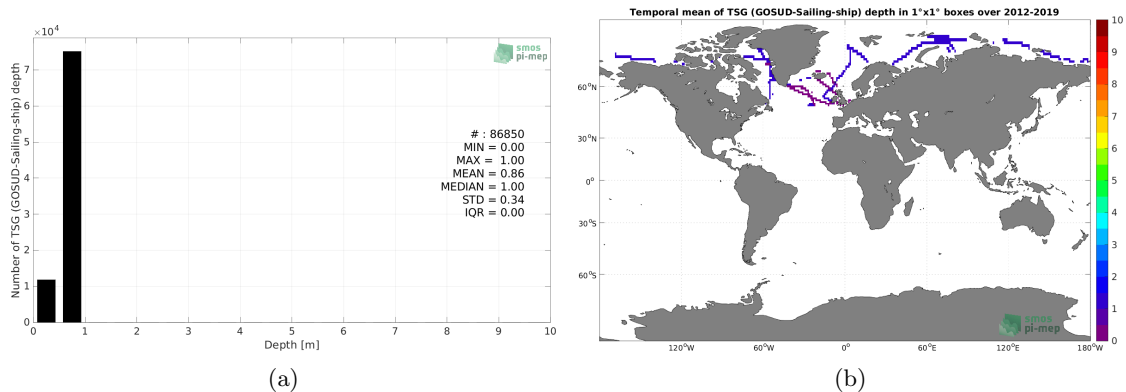 ×10⁴
Number of TSG (GOSUD-Sailing-ship) depth
7
6
5
4
3
2
1
0
smos
pi-mep
# : 86850
MIN = 0.00
MAX = 1.00
MEAN = 0.86
MEDIAN = 1.00
STD = 0.34
IQR = 0.00
0 1 2 3 4 5 6 7 8 9 10
Depth [m]
(a)
Temporal mean of TSG (GOSUD-Sailing-ship) depth in 1°x1° boxes over 2012-2019
60°N
30°N
0°
30°S
60°S
120°W 60°W 0° 60°E 120°E 180°W
smos
pi-mep
10
9
8
7
6
5
4
3
2
1
0
(b)